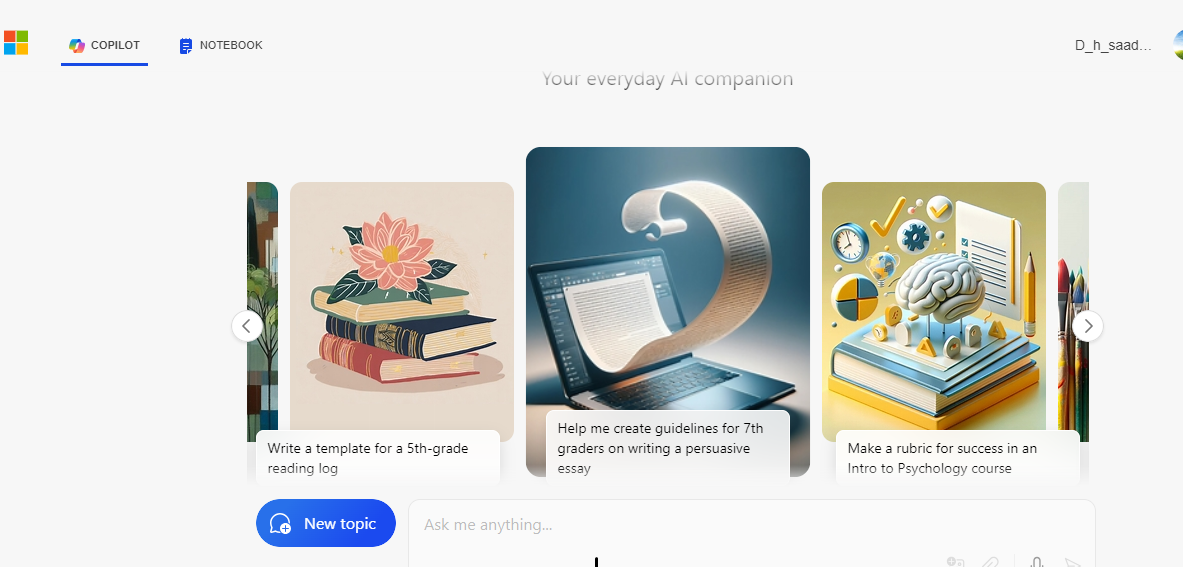 COPILOT
NOTEBOOK
D_h_saad...
Your everyday AI companion
Write a template for a 5th-grade
reading log
Help me create guidelines for 7th
graders on writing a persuasive
essay
Make a rubric for success in an
Intro to Psychology course
New topic
Ask me anything...